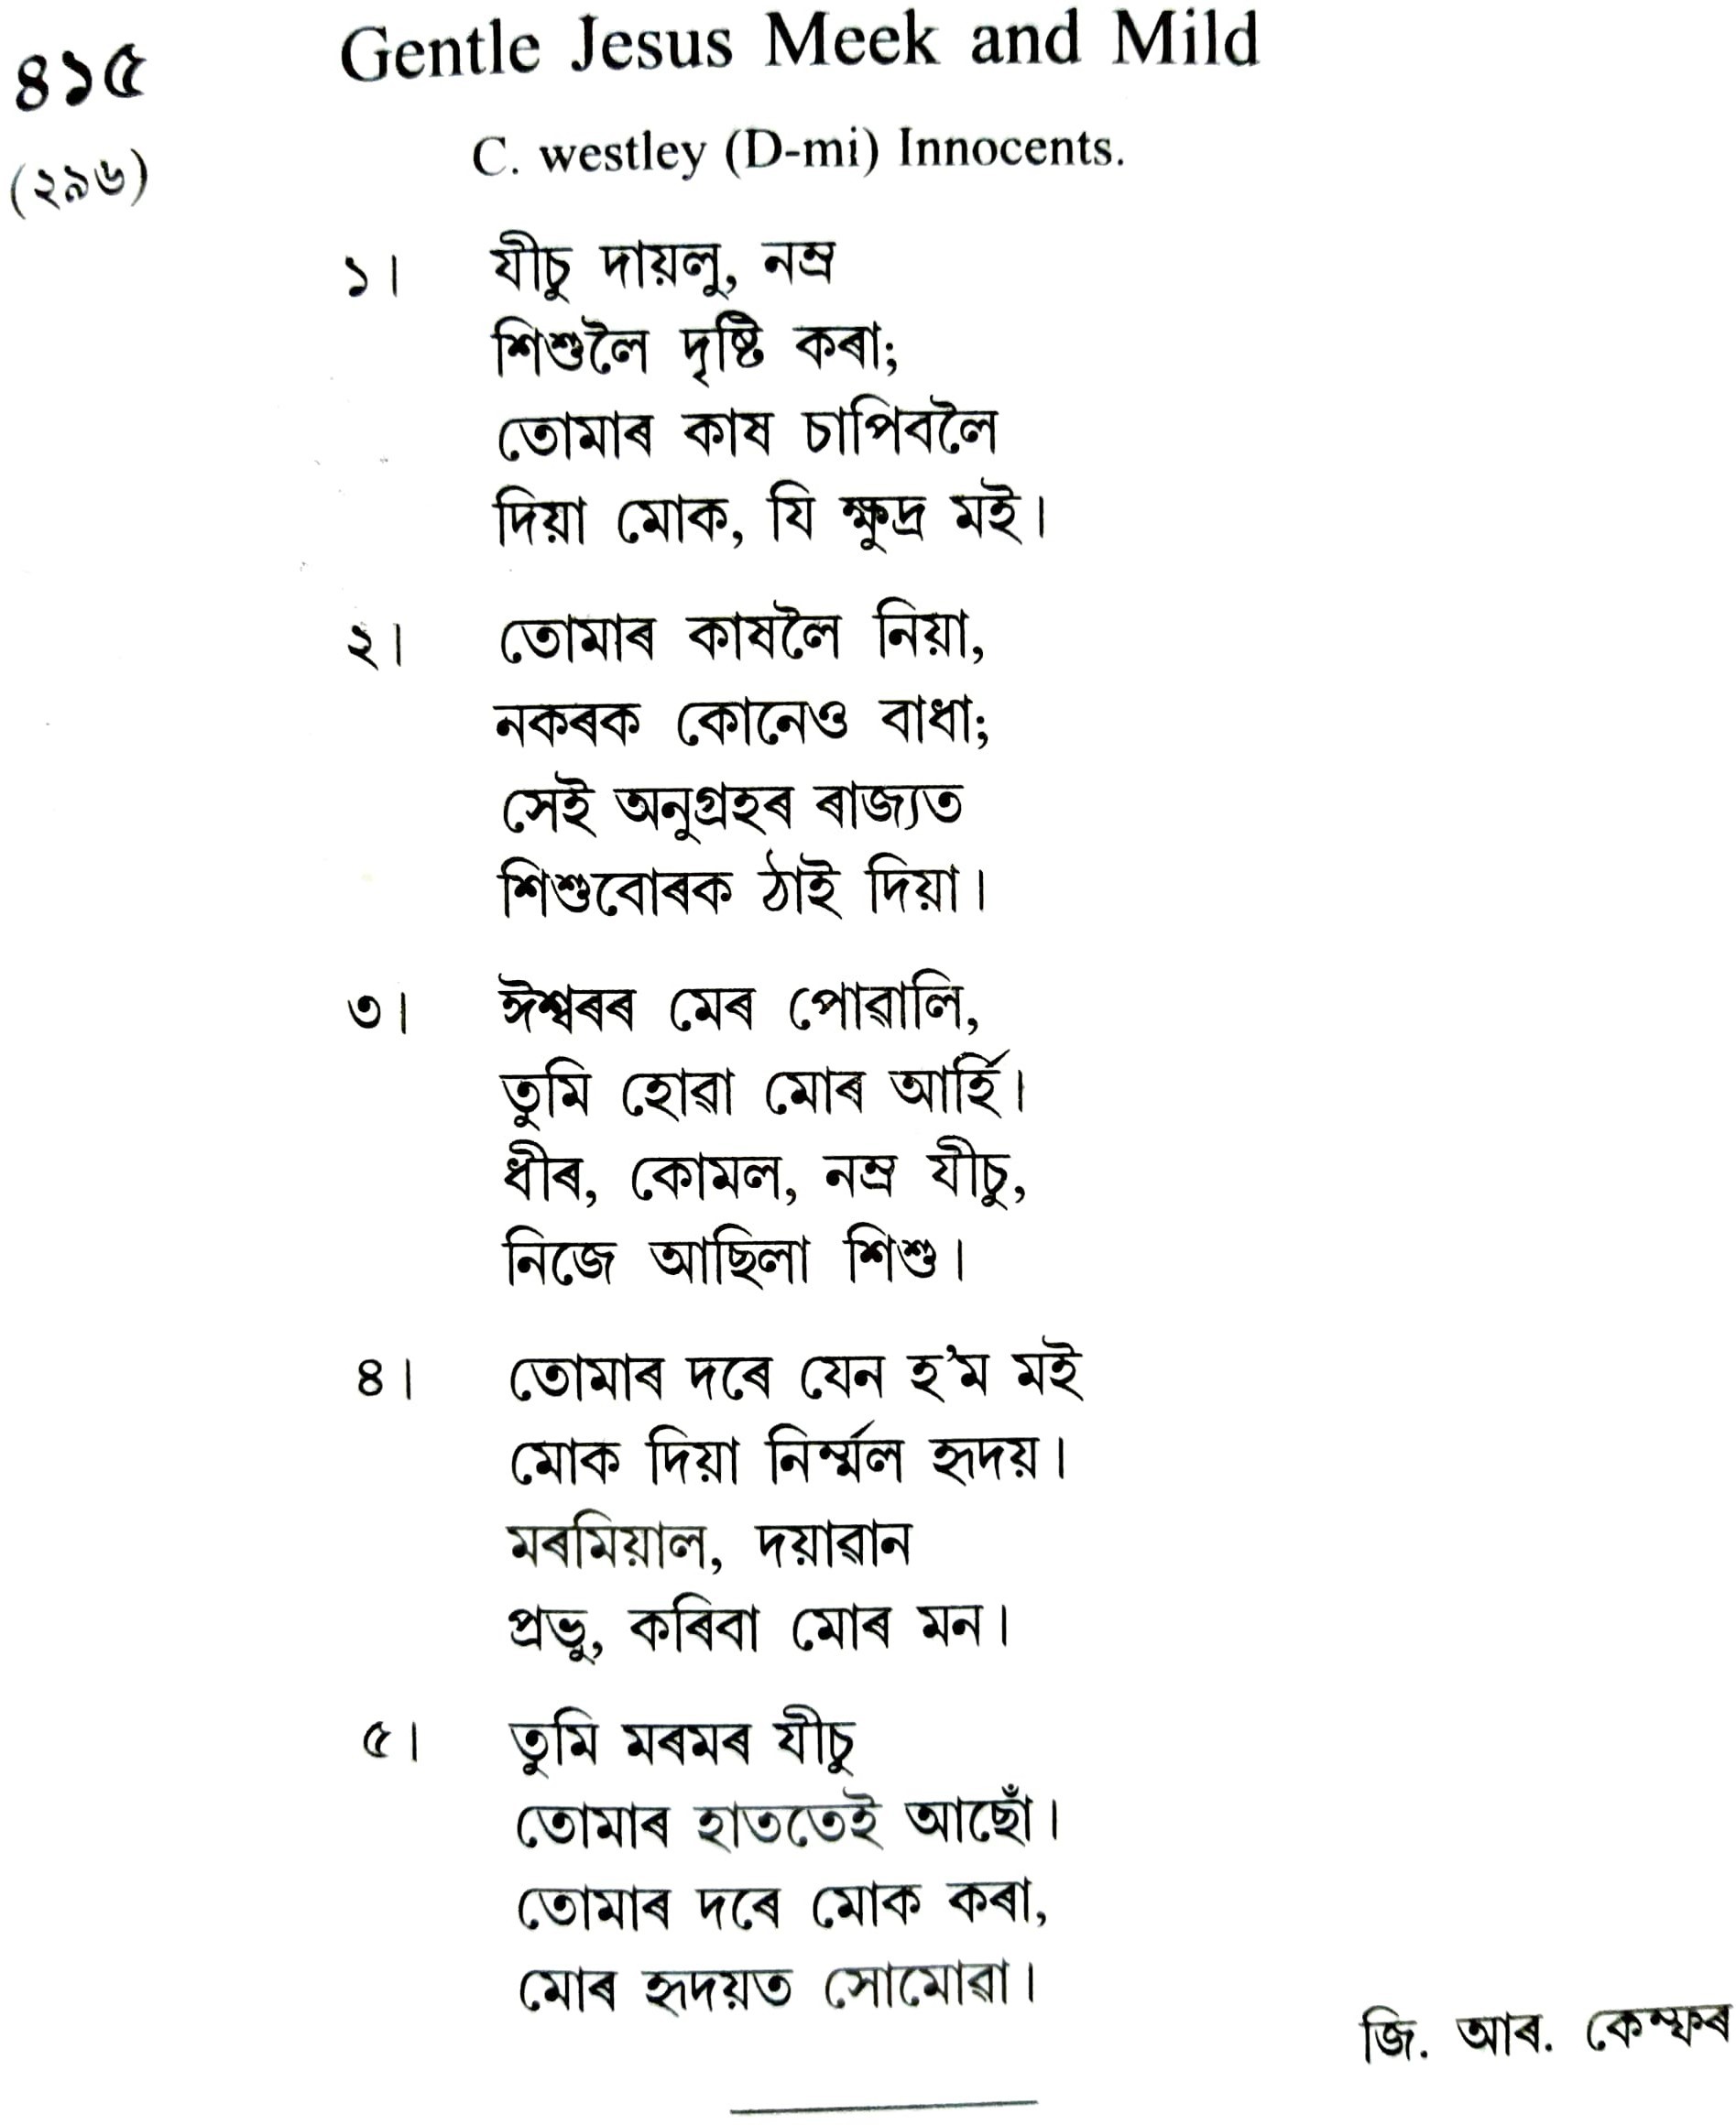 ৪১৫
Gentle Jesus Meek and Mild
(২৯৬)
C. westley (D-mi) Innocents.
১। যীচু দায়লু, নম্ৰ
শিশুলৈ দৃষ্টি কৰা;
তোমাৰ কাষ চাপিবলৈ
দিয়া মোক, যি ক্ষুদ্ৰ মই।
২। তোমাৰ কাষলৈ নিয়া,
নকৰক কোনেও বাধা;
সেই অনুগ্ৰহৰ ৰাজ্যত
শিশুবোৰক ঠাই দিয়া।
৩। ঈশ্বৰৰ মেৰ পোৱালি,
তুমি হোৱা মোৰ আৰ্হি।
ধীৰ, কোমল, নম্ৰ যীচু,
নিজে আছিলা শিশু।
৪। তোমাৰ দৰে যেন হ’ম মই
মোক দিয়া নিৰ্ম্মল হৃদয়।
মৰমিয়াল, দয়াৱান
প্ৰভু, কৰিবা মোৰ মন।
৫। তুমি মৰমৰ যীচু
তোমাৰ হাততেই আছোঁ।
তোমাৰ দৰে মোক কৰা,
মোৰ হৃদয়ত সোমোৱা।
জি. আৰ. কেম্ফৰ